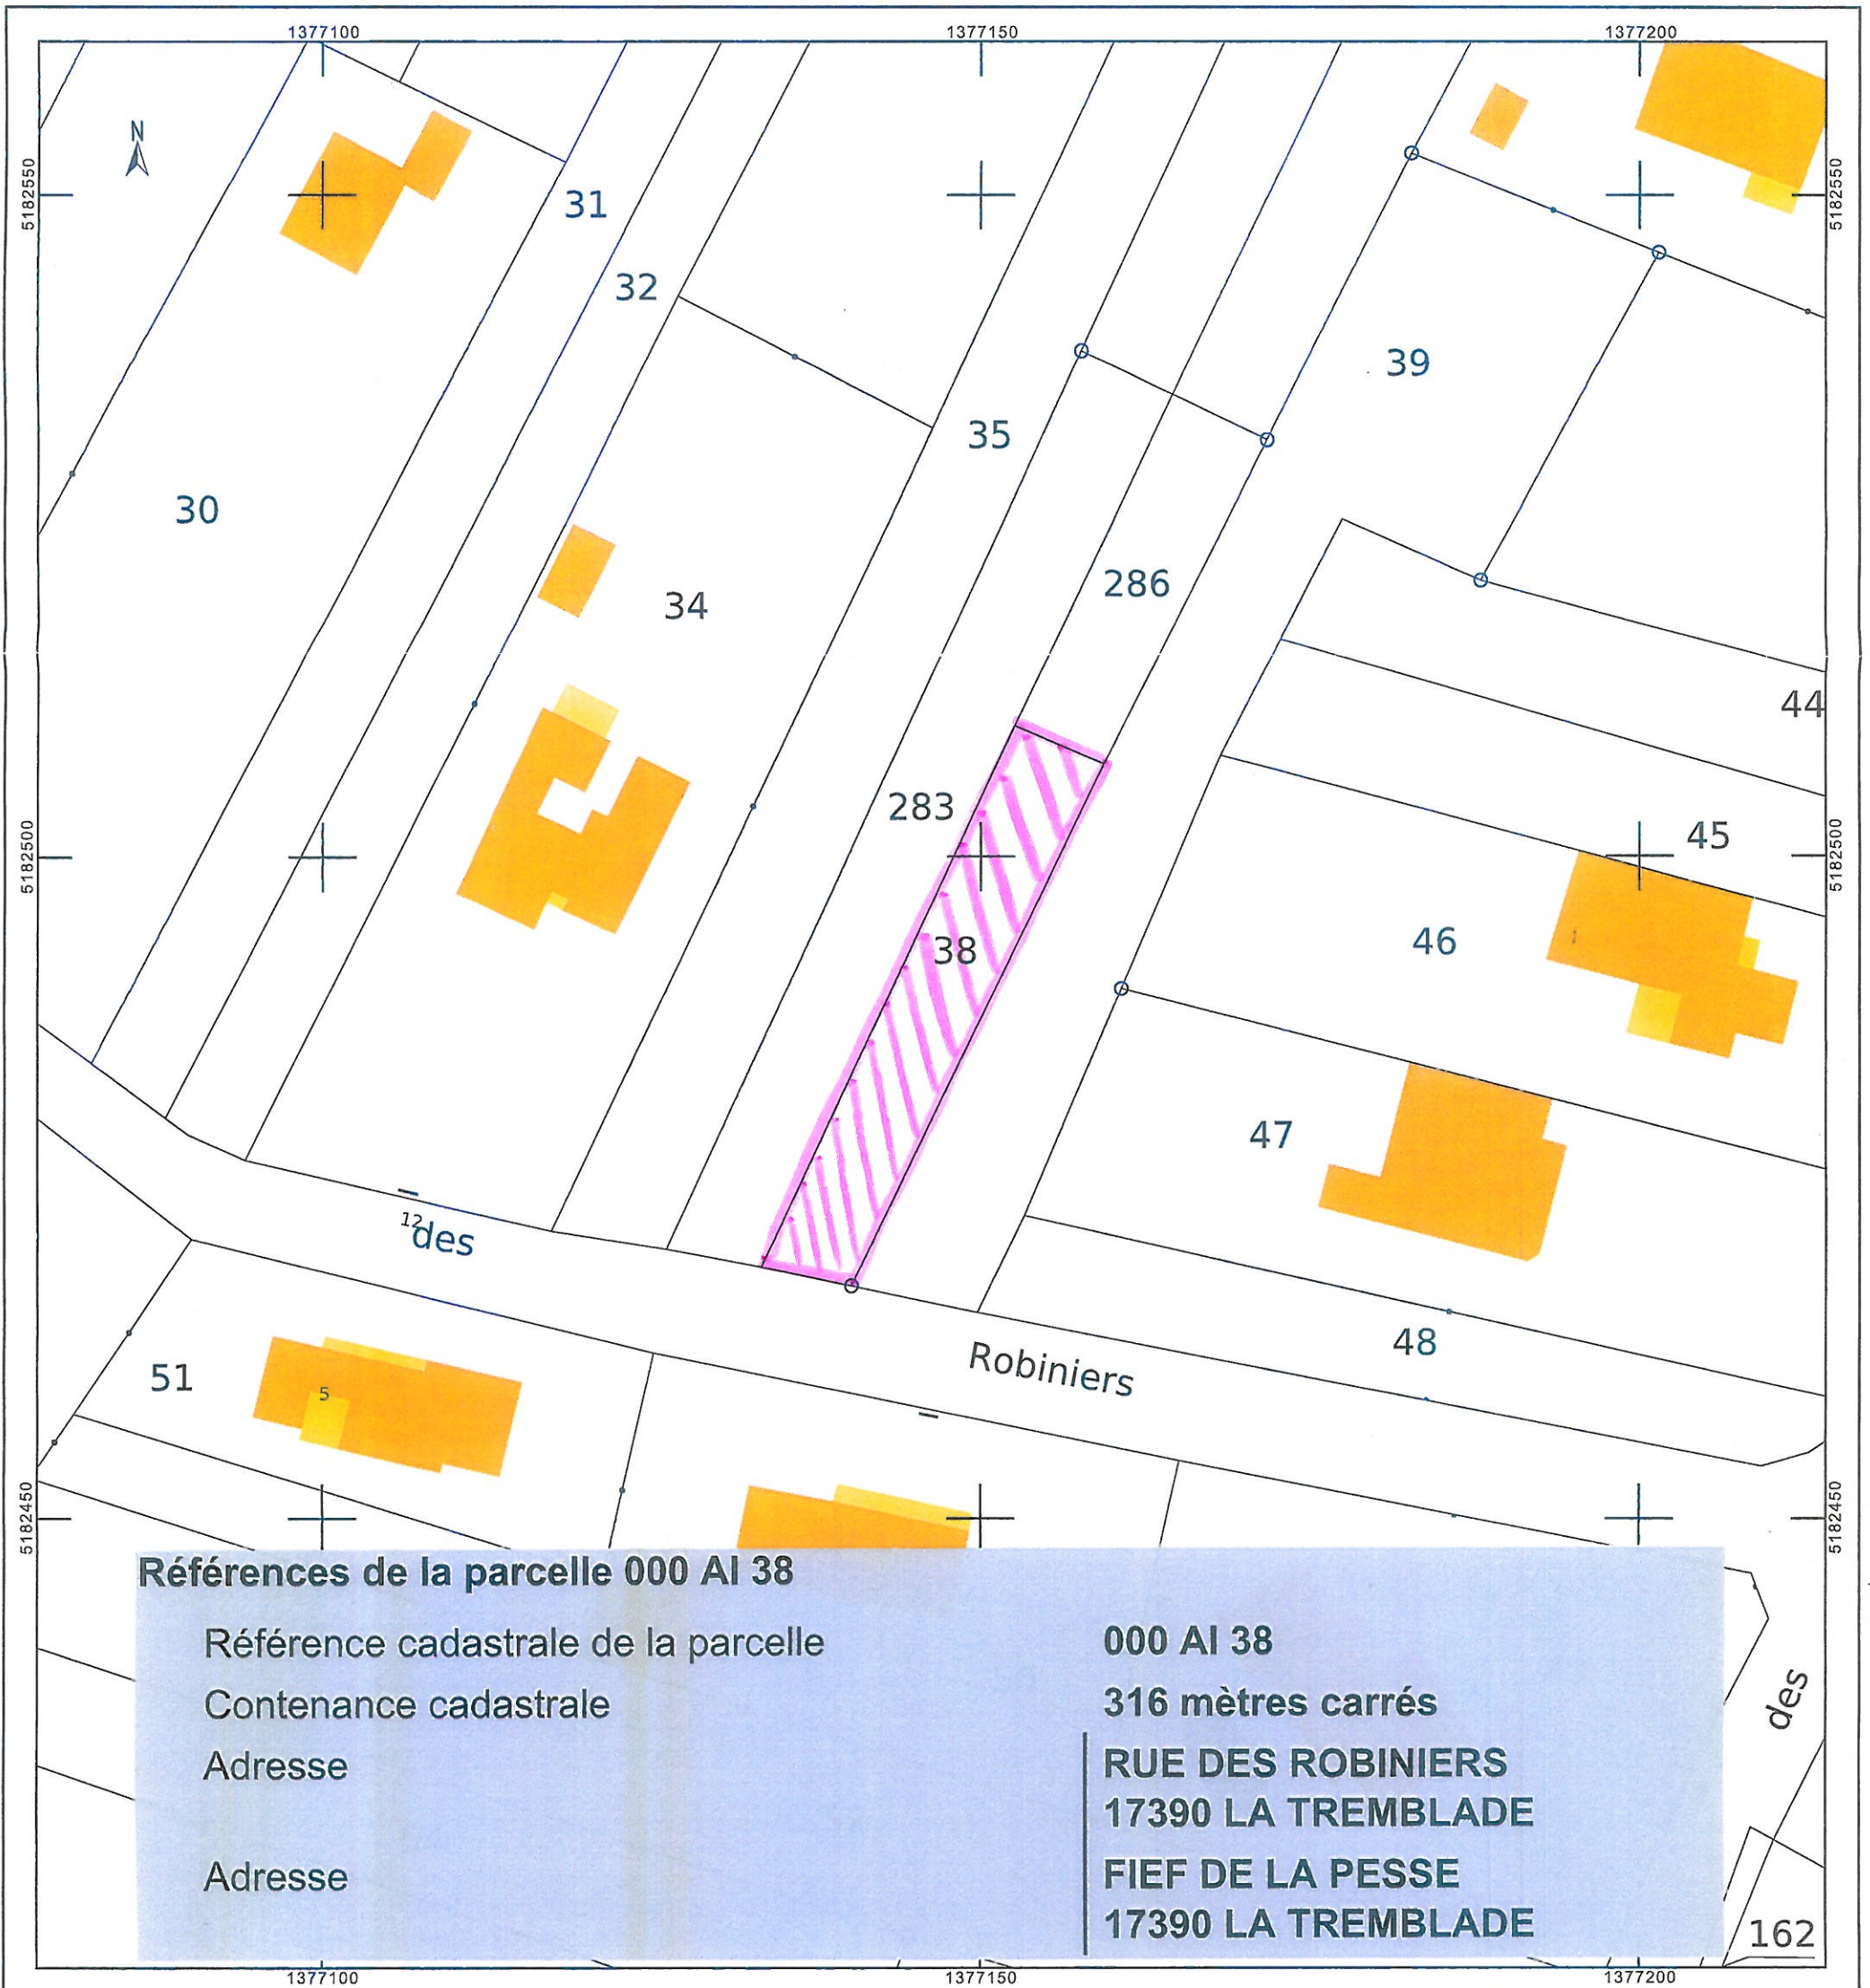 1377100 1377150 1377200
N
5182550 5182550
31
32
39
35
30
286
34
44
283
45
5182500 5182500
46
38
47
12
des
48
Robiniers
51
5
5182450 5182450
Références de la parcelle 000 AI 38
Référence cadastrale de la parcelle 000 AI 38
Contenance cadastrale 316 mètres carrés
Adresse RUE DES ROBINIERS
17390 LA TREMBLADE
Adresse FIEF DE LA PESSE
17390 LA TREMBLADE
des
162
1377100 1377150 1377200